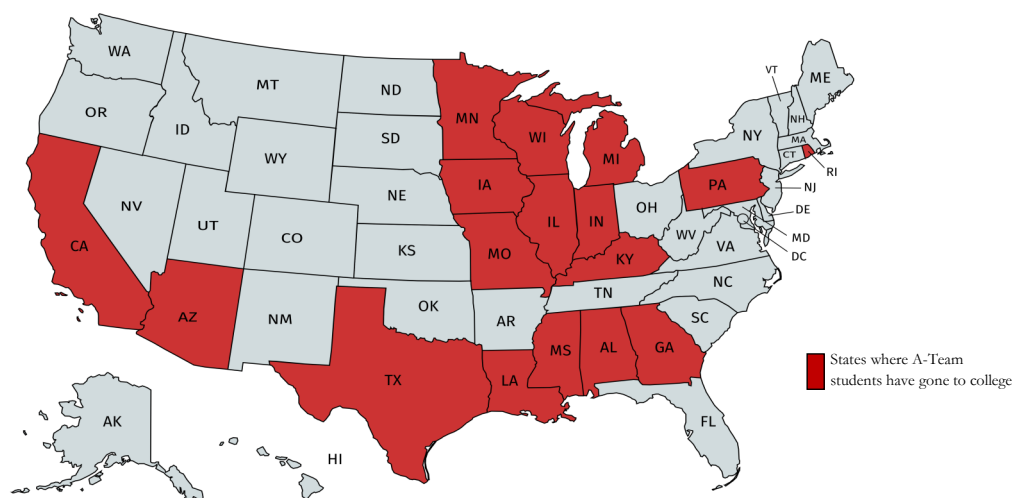 WA
MT
ND
MN
OR
ID
SD
WI
MI
VT
ME
NH
NY
MA
CT
RI
WY
IA
NE
PA
NJ
NV
UT
CO
IL
IN
OH
DE
CA
KS
MO
KY
WV
VA
MD
DC
AZ
NM
OK
AR
TN
NC
SC
TX
LA
MS
AL
GA
FL
AK
HI
States where A-Team
students have gone to college